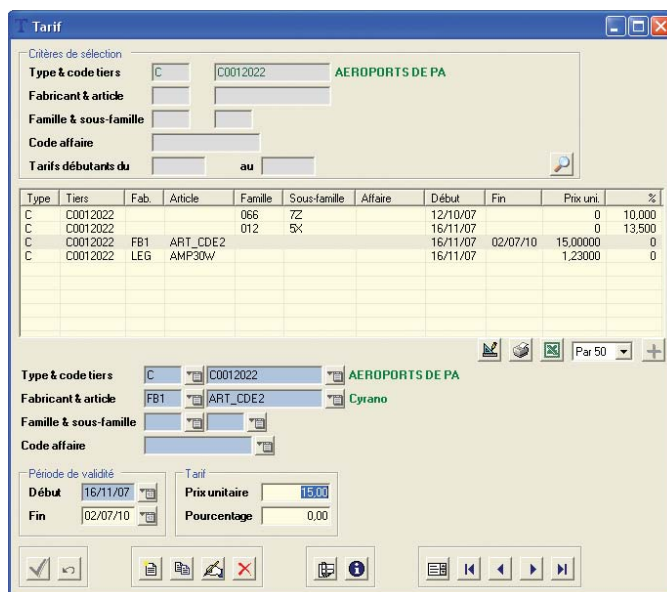 Tarif
Critères de sélection
Type & code tiers C C0012022 AEROPORTS DE PA
Fabricant & article
Famille & sous-famille
Code affaire
Tarifs débutants du au
Type Tiers Fab. Article Famille Sous-famille Affaire Début Fin Prix uni. %
C C0012022 066 7Z 12/10/07 0 10,000
C C0012022 012 5X 16/11/07 0 13,500
C C0012022 FB1 ART_CDE2 16/11/07 02/07/10 15,00000 0
C C0012022 LEG AMP30W 16/11/07 1,23000 0
Par 50
Type & code tiers C C0012022 AEROPORTS DE PA
Fabricant & article FB1 ART_CDE2 Cyrano
Famille & sous-famille
Code affaire
Période de validité Tarif
Début 16/11/07 Prix unitaire 15,00
Fin 02/07/10 Pourcentage 0,00